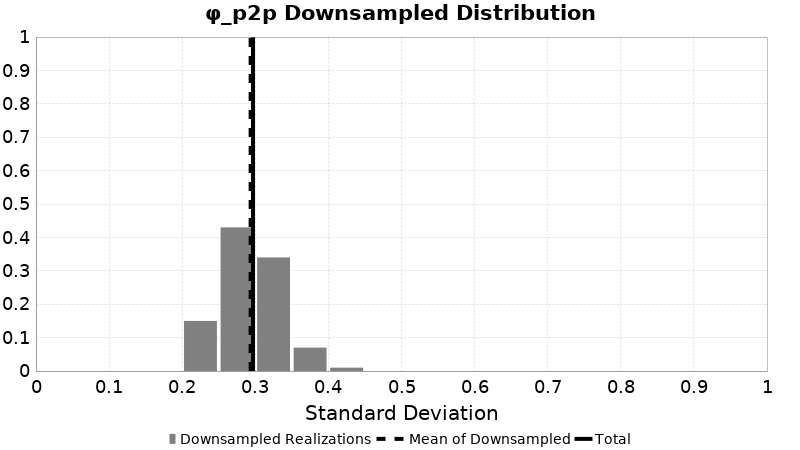 φ_p2p Downsampled Distribution
1
0.9
0.8
0.7
0.6
0.5
0.4
0.3
0.2
0.1
0
0 0.1 0.2 0.3 0.4 0.5 0.6 0.7 0.8 0.9 1
Standard Deviation
Downsampled Realizations Mean of Downsampled Total